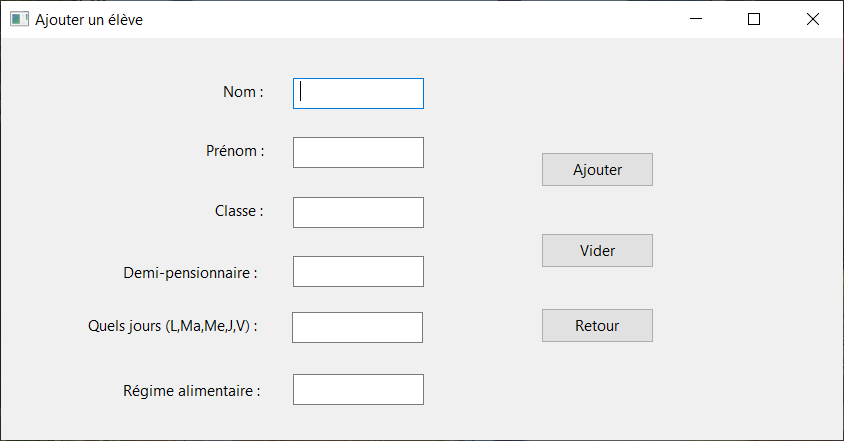 Ajouter un élève
Nom :
Prénom :
Ajouter
Classe :
Vider
Demi-pensionnaire :
Quels jours (L,Ma,Me,J,V) :
Retour
Régime alimentaire :